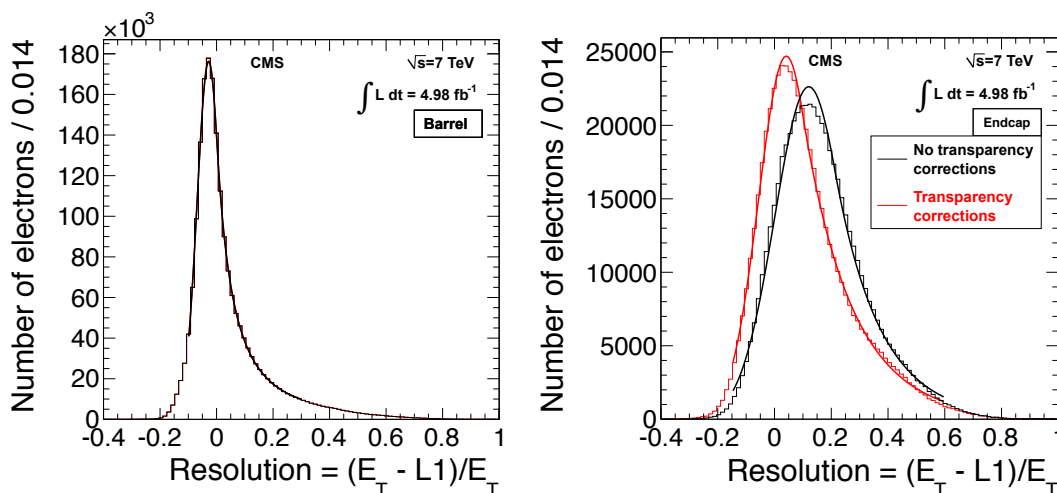 ×10³
180
160
140
120
100
80
60
40
20
0
Number of electrons / 0.014
CMS
√s=7 TeV
∫ L dt = 4.98 fb⁻¹
Barrel
-0.4 -0.2 0 0.2 0.4 0.6 0.8 1
Resolution = (E_T - L1)/E_T
25000
20000
15000
10000
5000
0
Number of electrons / 0.014
CMS
√s=7 TeV
∫ L dt = 4.98 fb⁻¹
Endcap
No transparency
corrections
Transparency
corrections
-0.4 -0.2 0 0.2 0.4 0.6 0.8 1
Resolution = (E_T - L1)/E_T